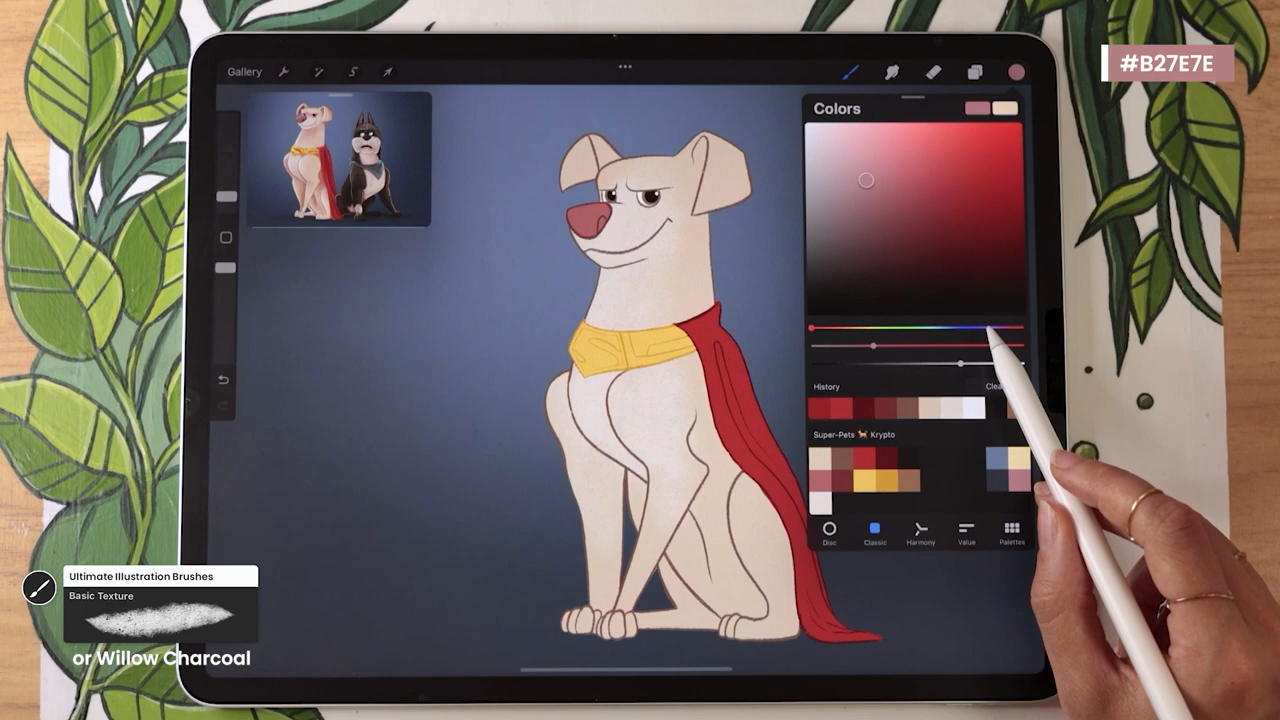 #B27E7E
Gallery
Colors
History
Clea
Super-Pets 🐕 Krypto
Disc
Classic
Harmony
Value
Palettes
Ultimate Illustration Brushes
Basic Texture
or Willow Charcoal